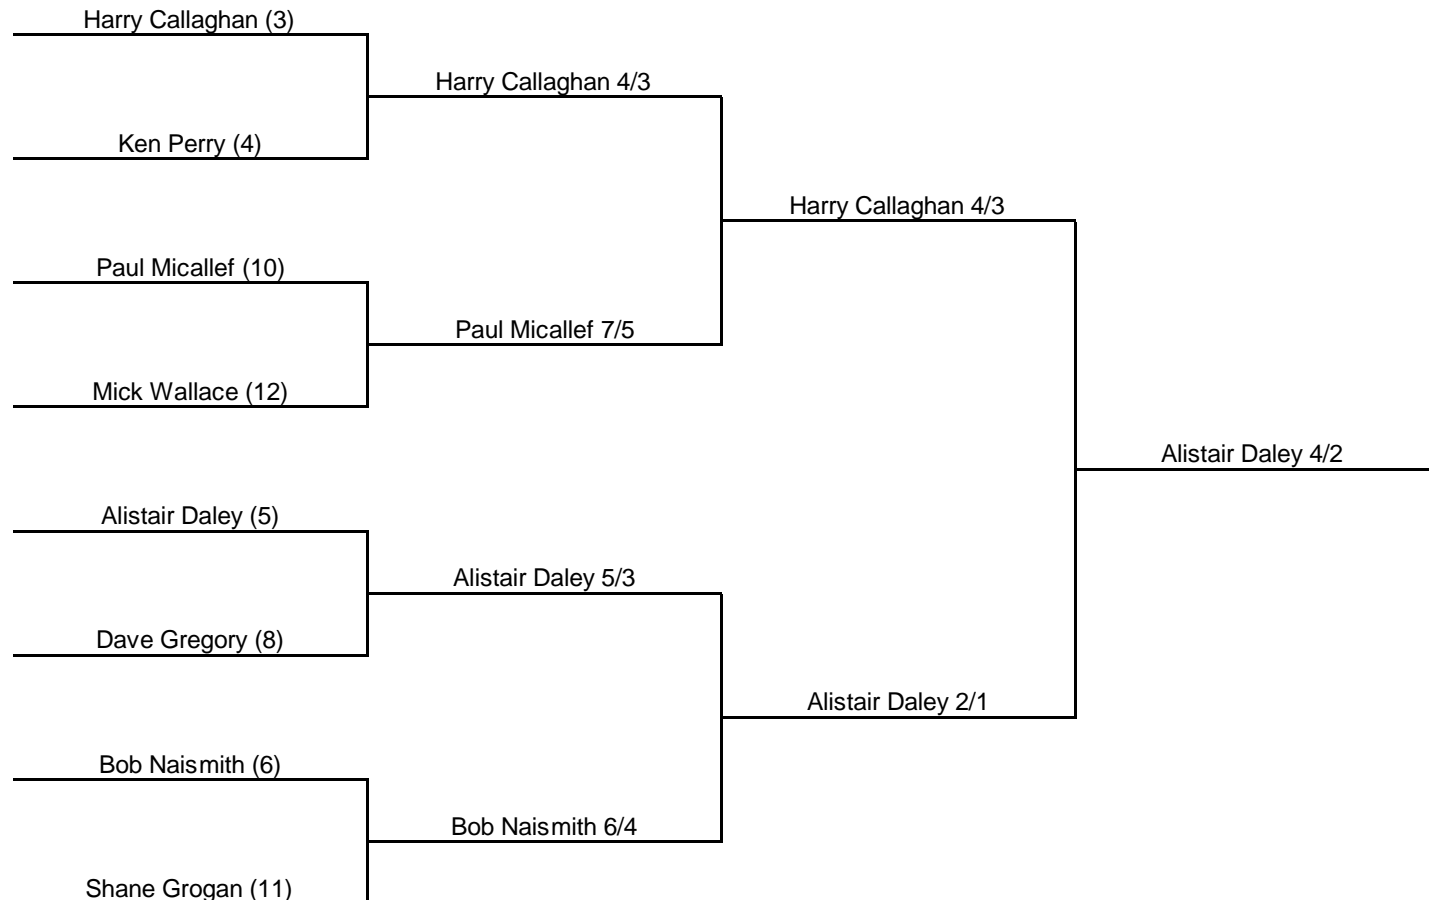 Harry Callaghan (3)
Harry Callaghan 4/3
Ken Perry (4)
Harry Callaghan 4/3
Paul Micallef (10)
Paul Micallef 7/5
Mick Wallace (12)
Alistair Daley 4/2
Alistair Daley (5)
Alistair Daley 5/3
Dave Gregory (8)
Alistair Daley 2/1
Bob Naismith (6)
Bob Naismith 6/4
Shane Grogan (11)